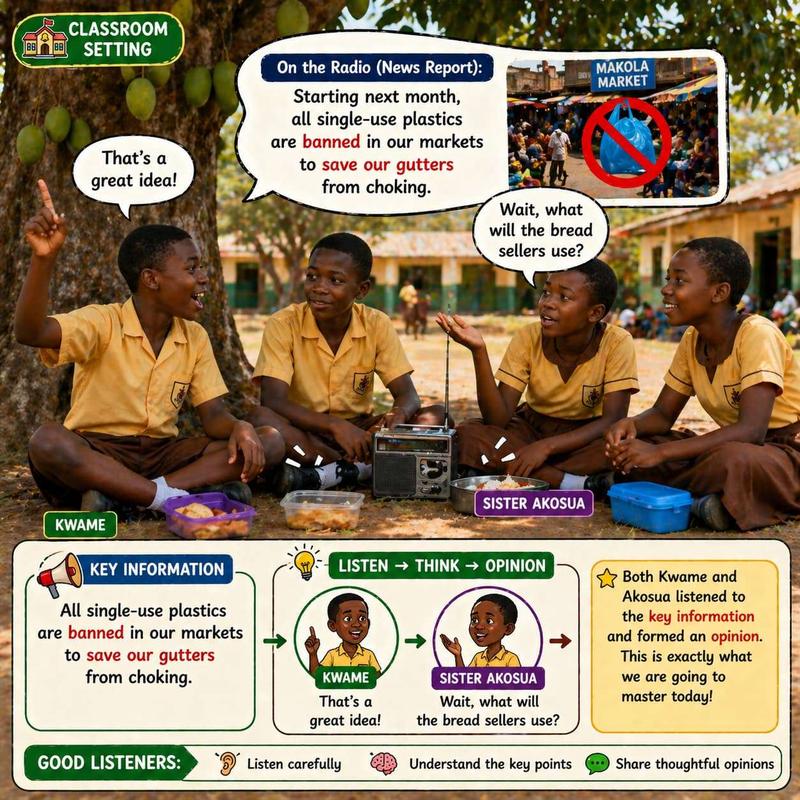 CLASSROOM
SETTING
On the Radio (News Report):
Starting next month,
all single-use plastics
are banned in our markets
to save our gutters
from choking.
MAKOLA
MARKET
That's a
great idea!
Wait, what
will the bread
sellers use?
KWAME
SISTER AKOSUA
KEY INFORMATION
All single-use plastics
are banned in our markets
to save our gutters
from choking.
LISTEN → THINK → OPINION
KWAME
That's a
great idea!
SISTER AKOSUA
Wait, what will
the bread sellers use?
Both Kwame and
Akosua listened to
the key information
and formed an opinion.
This is exactly what
we are going to
master today!
GOOD LISTENERS:
Listen carefully
Understand the key points
Share thoughtful opinions